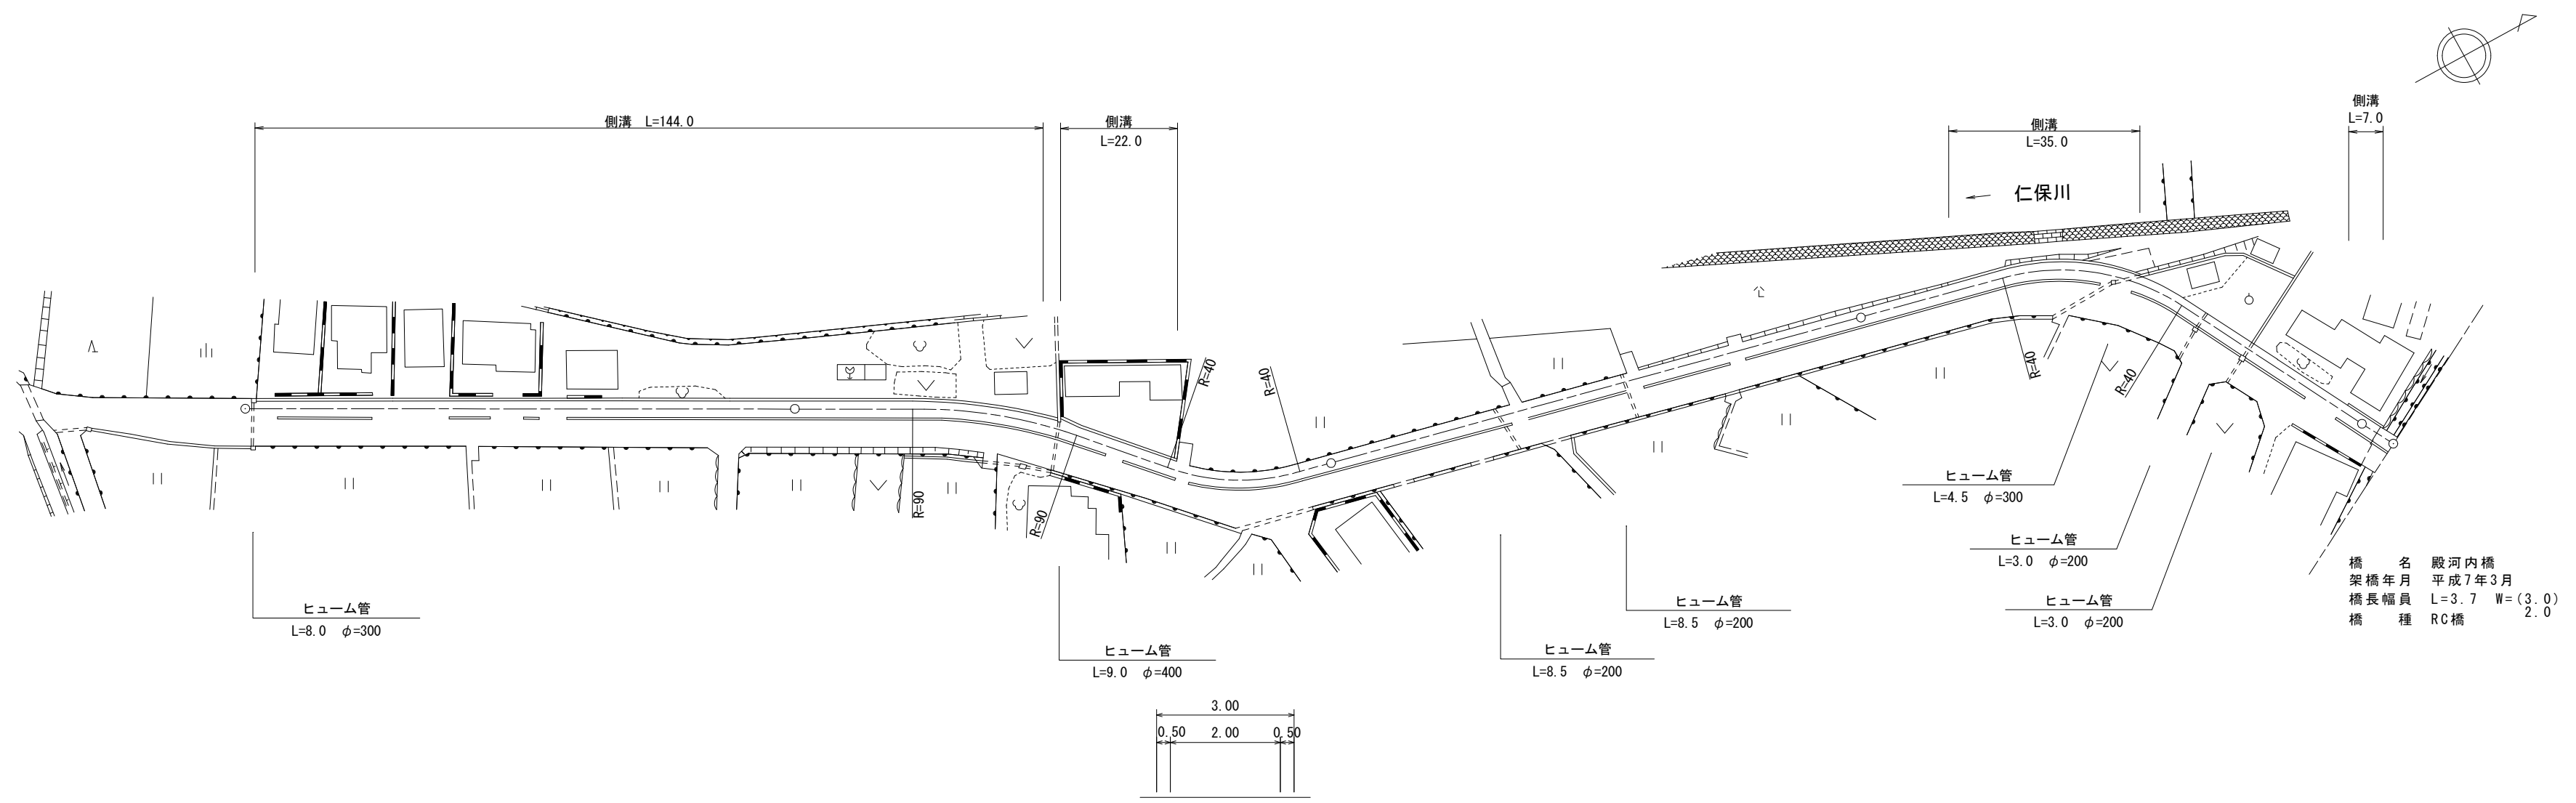 側溝
L=7.0
側溝　L=144.0
側溝
L=22.0
側溝
L=35.0
仁保川
R=40
R=40
R=40
R=40
R=90
R=90
ヒューム管
L=4.5　φ=300
ヒューム管
L=3.0　φ=200
ヒューム管
L=3.0　φ=200
ヒューム管
L=8.5　φ=200
ヒューム管
L=8.5　φ=200
ヒューム管
L=9.0　φ=400
ヒューム管
L=8.0　φ=300
橋　　名　殿河内橋
架橋年月　平成7年3月
橋長幅員　L=3.7　W=(3.0)
2.0
橋　　種　RC橋
3.00
0.50　2.00　0.50